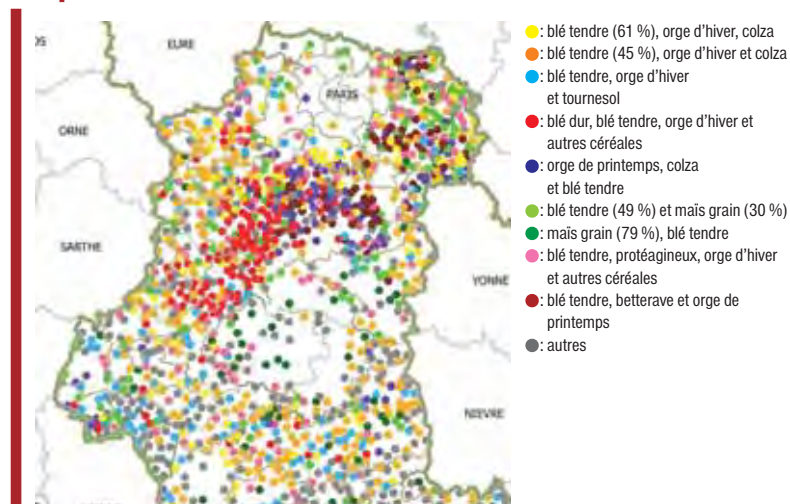 EURE
PARIS
ORNE
SARTHE
YONNE
NIEVRE
: blé tendre (61 %), orge d'hiver, colza
: blé tendre (45 %), orge d'hiver et colza
: blé tendre, orge d'hiver
et tournesol
: blé dur, blé tendre, orge d'hiver et
autres céréales
: orge de printemps, colza
et blé tendre
: blé tendre (49 %) et maïs grain (30 %)
: maïs grain (79 %), blé tendre
: blé tendre, protéagineux, orge d'hiver
et autres céréales
: blé tendre, betterave et orge de
printemps
: autres